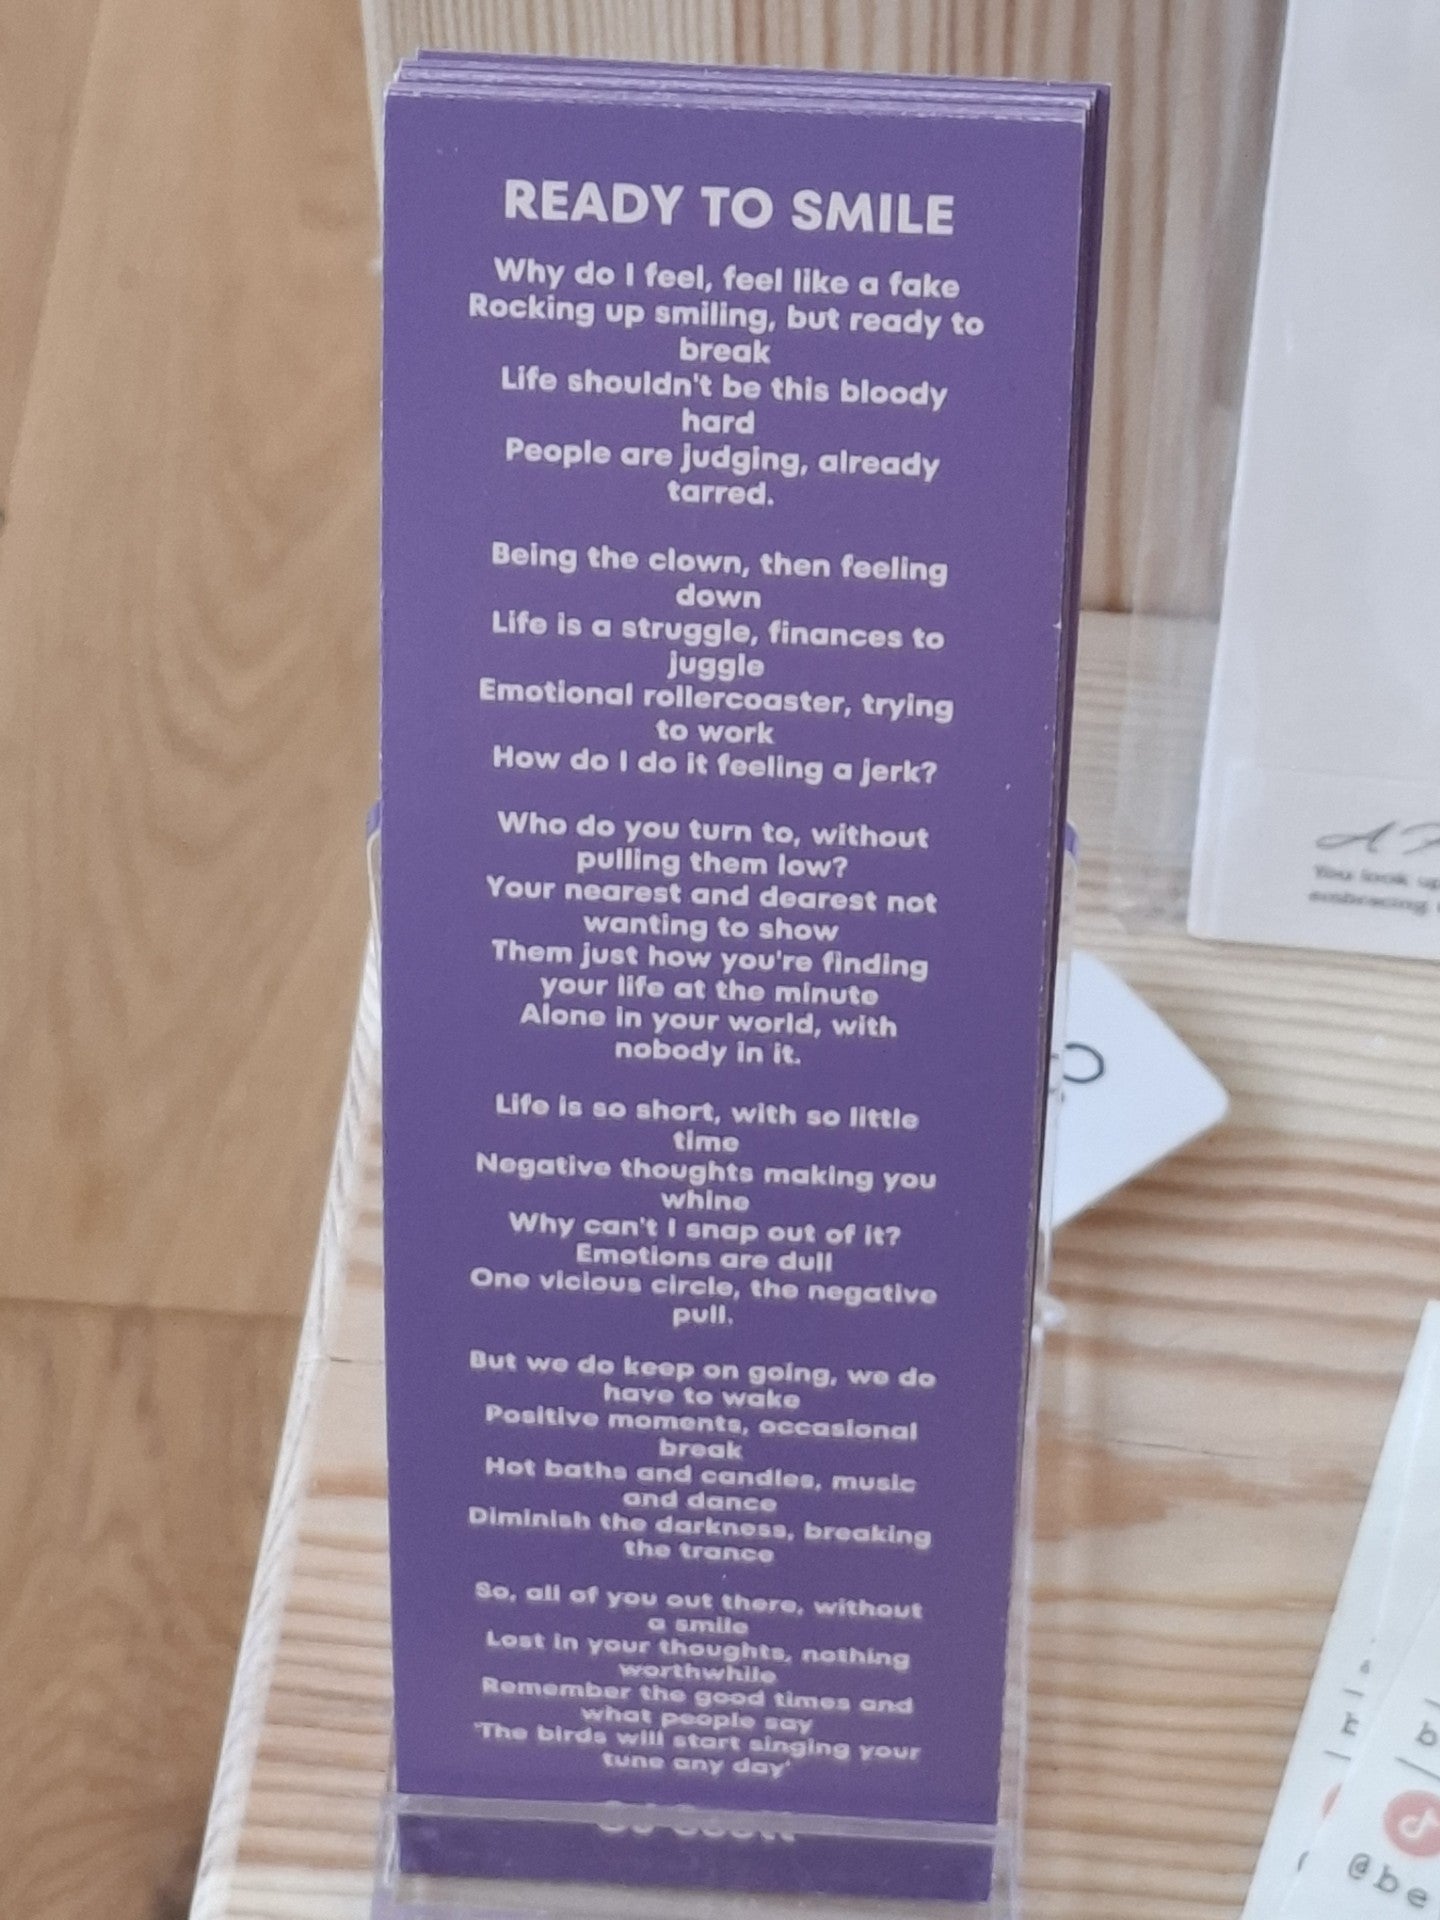 READY TO SMILE
Why do I feel, feel like a fake
Rocking up smiling, but ready to
break
Life shouldn't be this bloody
hard
People are judging, already
tarred.
Being the clown, then feeling
down
Life is a struggle, finances to
juggle
Emotional rollercoaster, trying
to work
How do I do it feeling a jerk?
Who do you turn to, without
pulling them low?
Your nearest and dearest not
wanting to show
Them just how you're finding
your life at the minute
Alone in your world, with
nobody in it.
Life is so short, with so little
time
Negative thoughts making you
whine
Why can't I snap out of it?
Emotions are dull
One vicious circle, the negative
pull.
But we do keep on going, we do
have to wake
Positive moments, occasional
break
Hot baths and candles, music
and dance
Diminish the darkness, breaking
the trance
So, all of you out there, without
a smile
Lost in your thoughts, nothing
worthwhile
Remember the good times and
what people say
'The birds will start singing your
tune any day'
You look up
embracing
@be